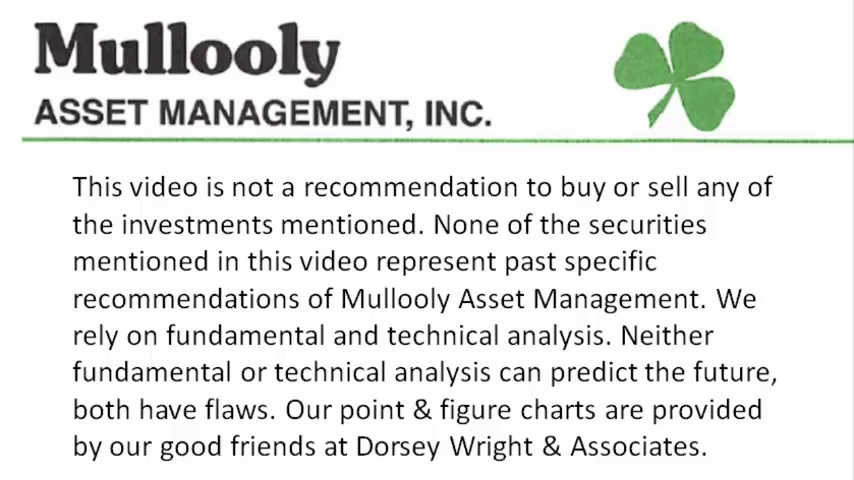 Mullooly
ASSET MANAGEMENT, INC.
This video is not a recommendation to buy or sell any of
the investments mentioned. None of the securities
mentioned in this video represent past specific
recommendations of Mullooly Asset Management. We
rely on fundamental and technical analysis. Neither
fundamental or technical analysis can predict the future,
both have flaws. Our point & figure charts are provided
by our good friends at Dorsey Wright & Associates.